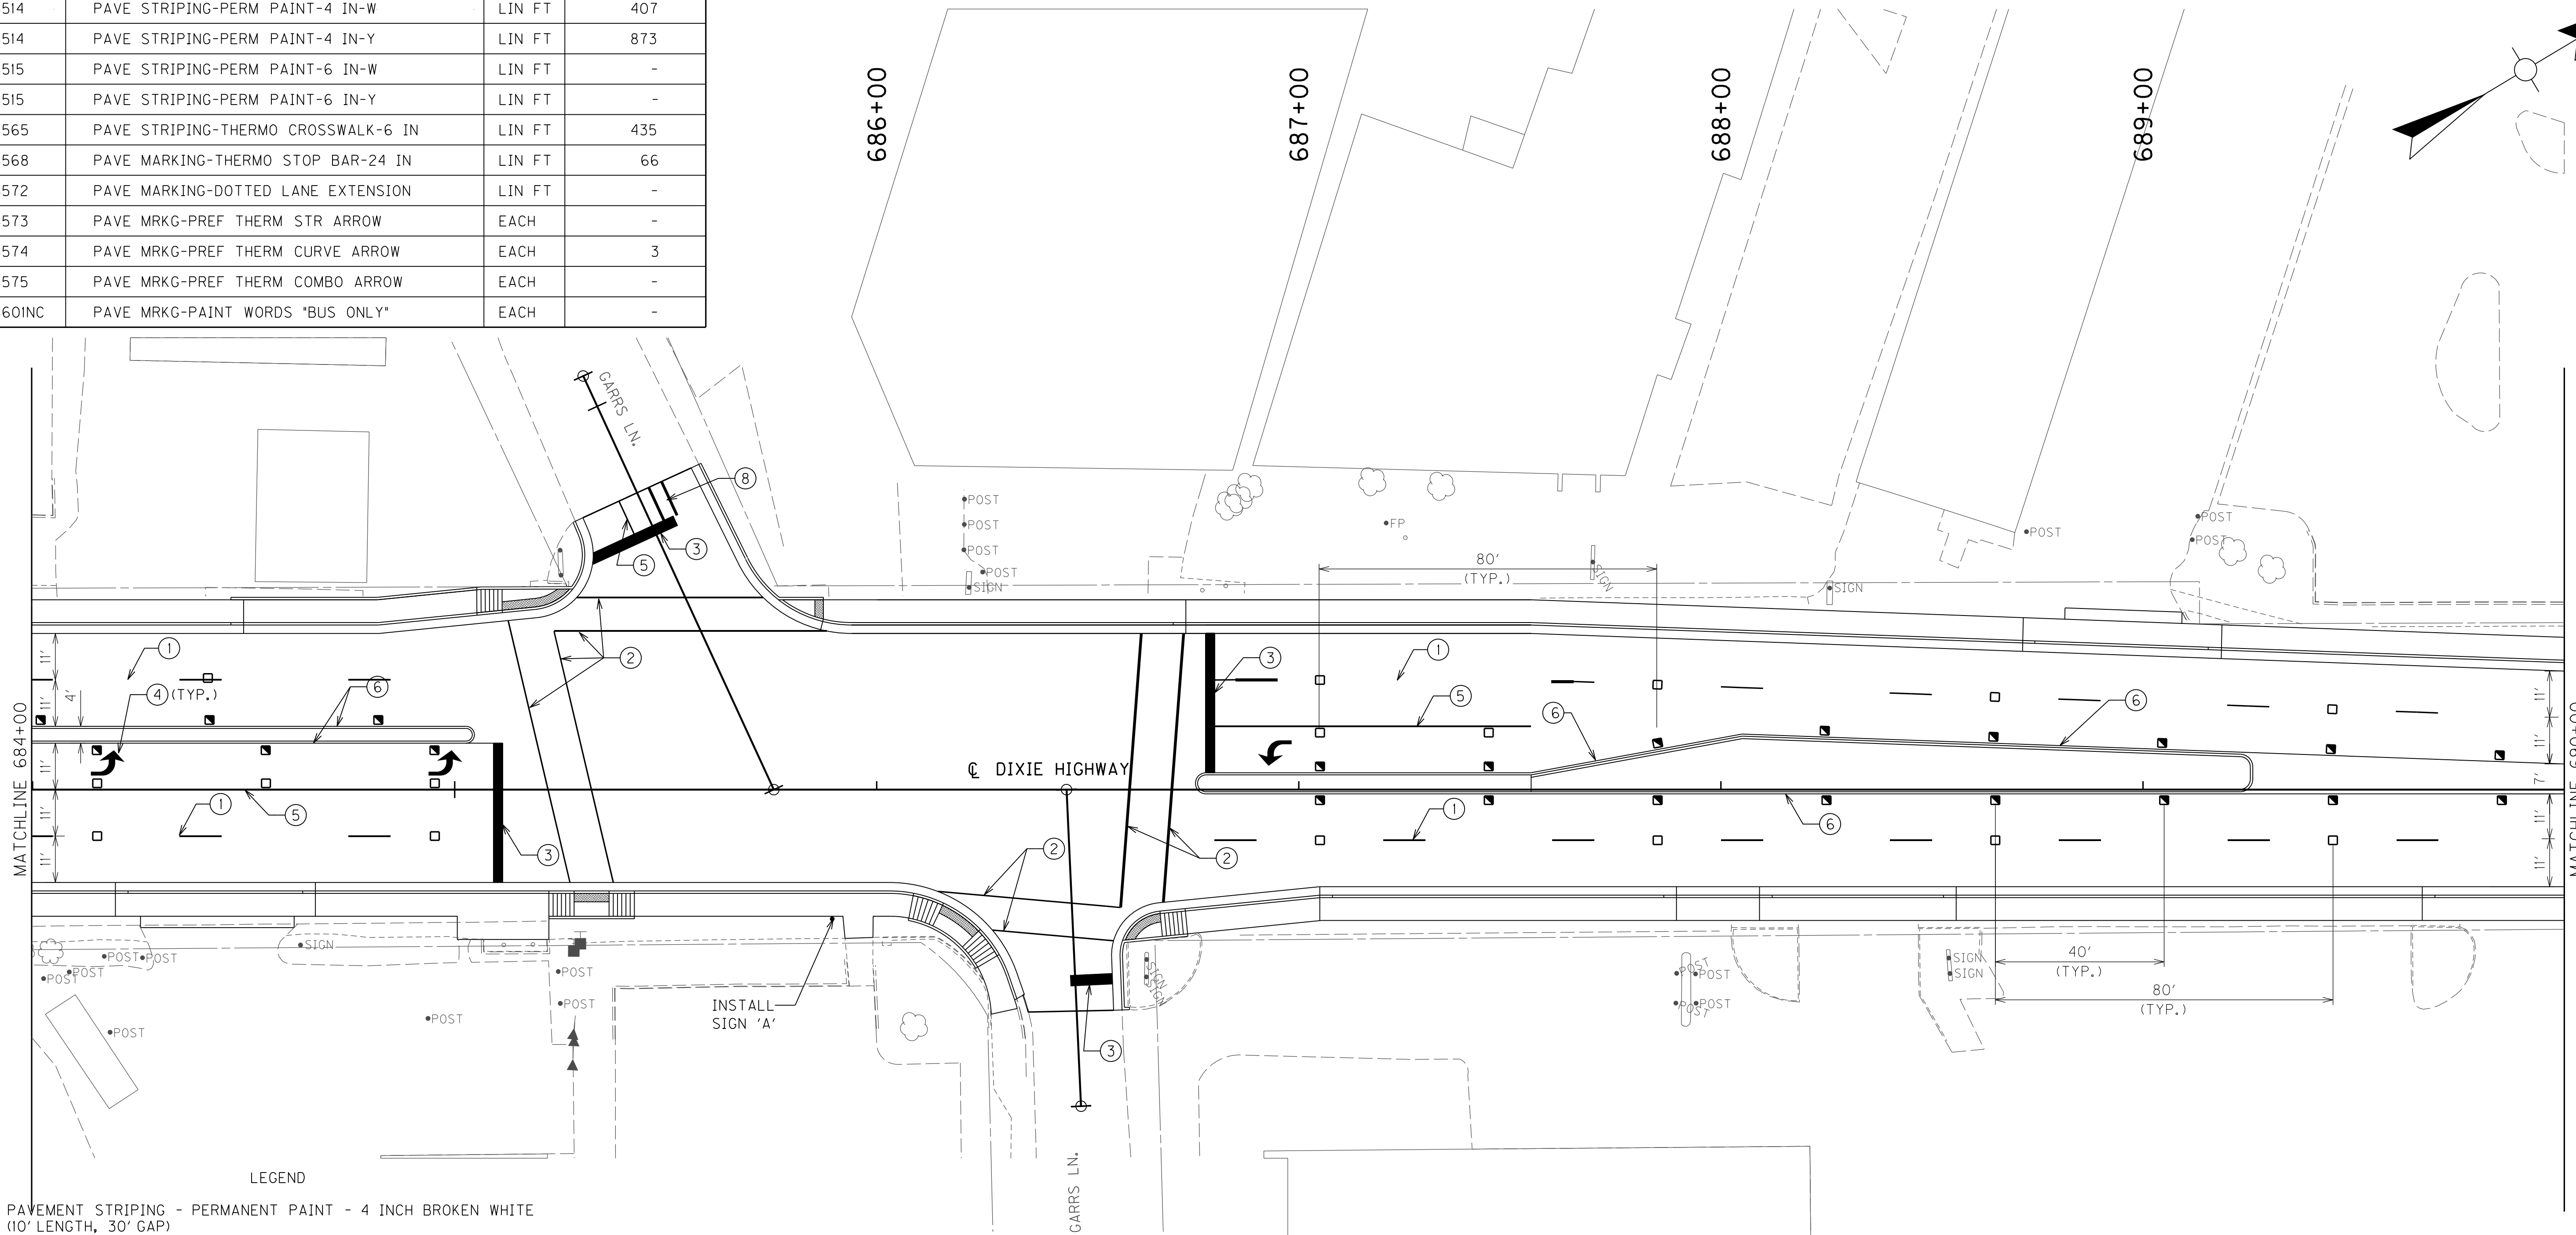 514 PAVE STRIPING-PERM PAINT-4 IN-W LIN FT 407
514 PAVE STRIPING-PERM PAINT-4 IN-Y LIN FT 873
515 PAVE STRIPING-PERM PAINT-6 IN-W LIN FT -
515 PAVE STRIPING-PERM PAINT-6 IN-Y LIN FT -
565 PAVE STRIPING-THERMO CROSSWALK-6 IN LIN FT 435
568 PAVE MARKING-THERMO STOP BAR-24 IN LIN FT 66
572 PAVE MARKING-DOTTED LANE EXTENSION LIN FT -
573 PAVE MRKG-PREF THERM STR ARROW EACH -
574 PAVE MRKG-PREF THERM CURVE ARROW EACH 3
575 PAVE MRKG-PREF THERM COMBO ARROW EACH -
601NC PAVE MRKG-PAINT WORDS "BUS ONLY" EACH -
686+00
687+00
688+00
689+00
GARRS LN.
8
3
5
POST
POST
POST
POST
SIGN
FP
80'
(TYP.)
SIGN
SIGN
POST
POST
POST
MATCHLINE 684+00
11'
11'
4'
11'
11'
11'
1
4 (TYP.)
6
2
3
1
5
6
6
℄ DIXIE HIGHWAY
1
5
3
2
2
1
6
11'
11'
7'
11'
11'
SIGN
POST
POST
POST
POST
POST
POST
POST
POST
INSTALL
SIGN 'A'
3
SIGN
SIGN
POST
POST
POST
POST
SIGN
SIGN
40'
(TYP.)
80'
(TYP.)
GARRS LN.
LEGEND
PAVEMENT STRIPING - PERMANENT PAINT - 4 INCH BROKEN WHITE
(10' LENGTH, 30' GAP)